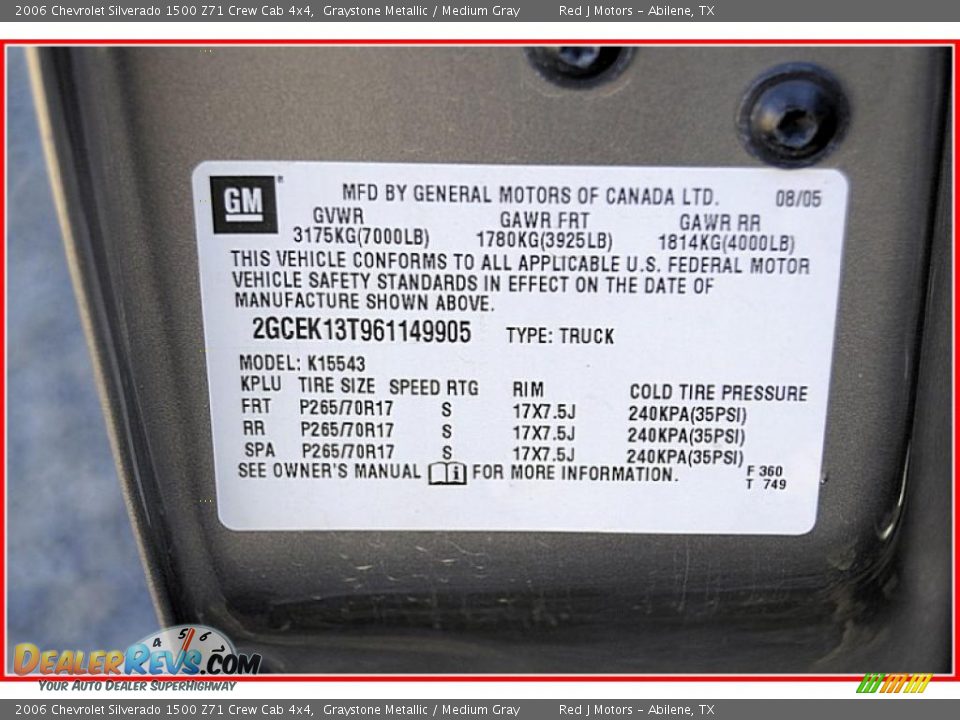 2006 Chevrolet Silverado 1500 Z71 Crew Cab 4x4, Graystone Metallic / Medium Gray Red J Motors - Abilene, TX
GM
MFD BY GENERAL MOTORS OF CANADA LTD. 08/05
GVWR GAWR FRT GAWR RR
3175KG(7000LB) 1780KG(3925LB) 1814KG(4000LB)
THIS VEHICLE CONFORMS TO ALL APPLICABLE U.S. FEDERAL MOTOR
VEHICLE SAFETY STANDARDS IN EFFECT ON THE DATE OF
MANUFACTURE SHOWN ABOVE.
2GCEK13T961149905 TYPE: TRUCK
MODEL: K15543
KPLU TIRE SIZE SPEED RTG RIM COLD TIRE PRESSURE
FRT P265/70R17 S 17X7.5J 240KPA(35PSI)
RR P265/70R17 S 17X7.5J 240KPA(35PSI)
SPA P265/70R17 S 17X7.5J 240KPA(35PSI)
SEE OWNER'S MANUAL i FOR MORE INFORMATION.
F 360
T 749
4 5 6
DEALERREVS.COM
YOUR AUTO DEALER SUPERHIGHWAY
2006 Chevrolet Silverado 1500 Z71 Crew Cab 4x4, Graystone Metallic / Medium Gray Red J Motors - Abilene, TX